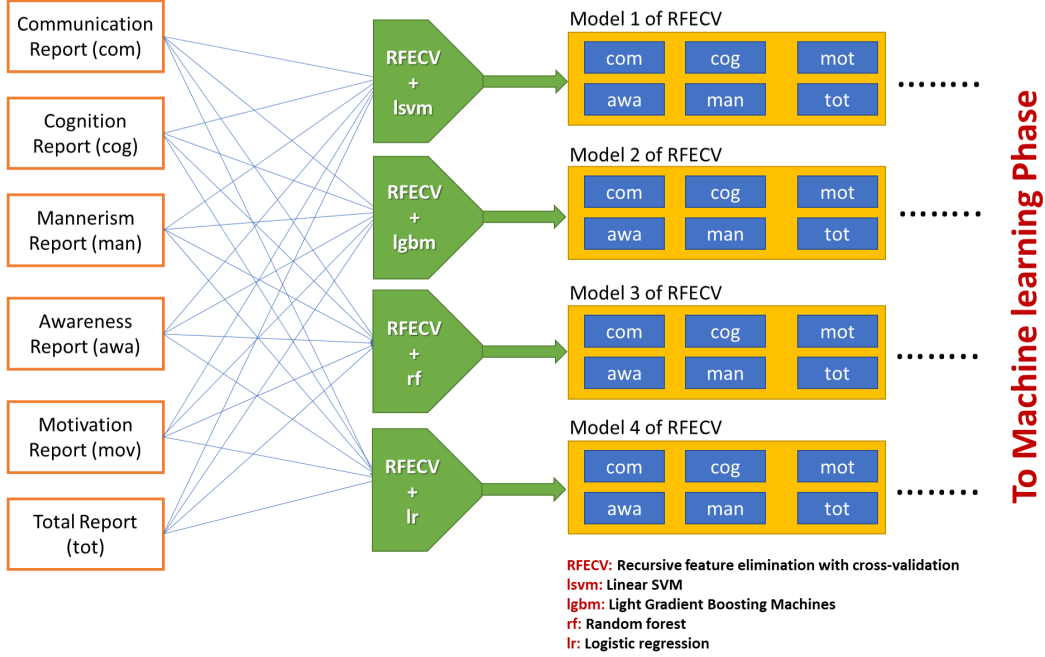 Communication
Report (com)
Cognition
Report (cog)
Mannerism
Report (man)
Awareness
Report (awa)
Motivation
Report (mov)
Total Report
(tot)
RFECV
+
lsvm
RFECV
+
lgbm
RFECV
+
rf
RFECV
+
lr
Model 1 of RFECV
com cog mot
awa man tot
Model 2 of RFECV
com cog mot
awa man tot
Model 3 of RFECV
com cog mot
awa man tot
Model 4 of RFECV
com cog mot
awa man tot
To Machine learning Phase
RFECV: Recursive feature elimination with cross-validation
lsvm: Linear SVM
lgbm: Light Gradient Boosting Machines
rf: Random forest
lr: Logistic regression